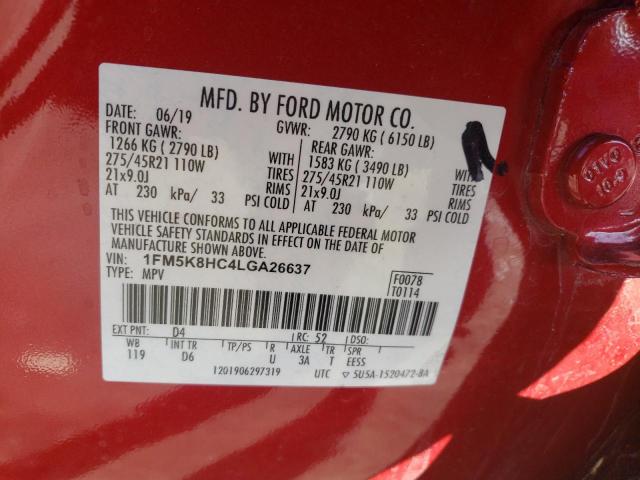 MFD. BY FORD MOTOR CO.
DATE: 06/19 GVWR: 2790 KG ( 6150 LB)
FRONT GAWR: REAR GAWR:
1266 KG ( 2790 LB) WITH 1583 KG ( 3490 LB) WITH
275/45R21 110W TIRES 275/45R21 110W TIRES
21x9.0J RIMS 21x9.0J RIMS
AT 230 kPa/ 33 PSI COLD AT 230 kPa/ 33 PSI COLD
THIS VEHICLE CONFORMS TO ALL APPLICABLE FEDERAL MOTOR
VEHICLE SAFETY STANDARD IN EFFECT ON THE DATE OF
MANUFACTURE SHOWN ABOVE.
VIN: 1FM5K8HC4LGA26637
TYPE: MPV
F0078
T0114
EXT PNT: D4 RC: 52 DSO:
WB INT TR TP/PS R AXLE TR SPR
119 D6 U 3A T EESS
1201906297319 UTC ▽ 5U5A-1520472-BA
10.9